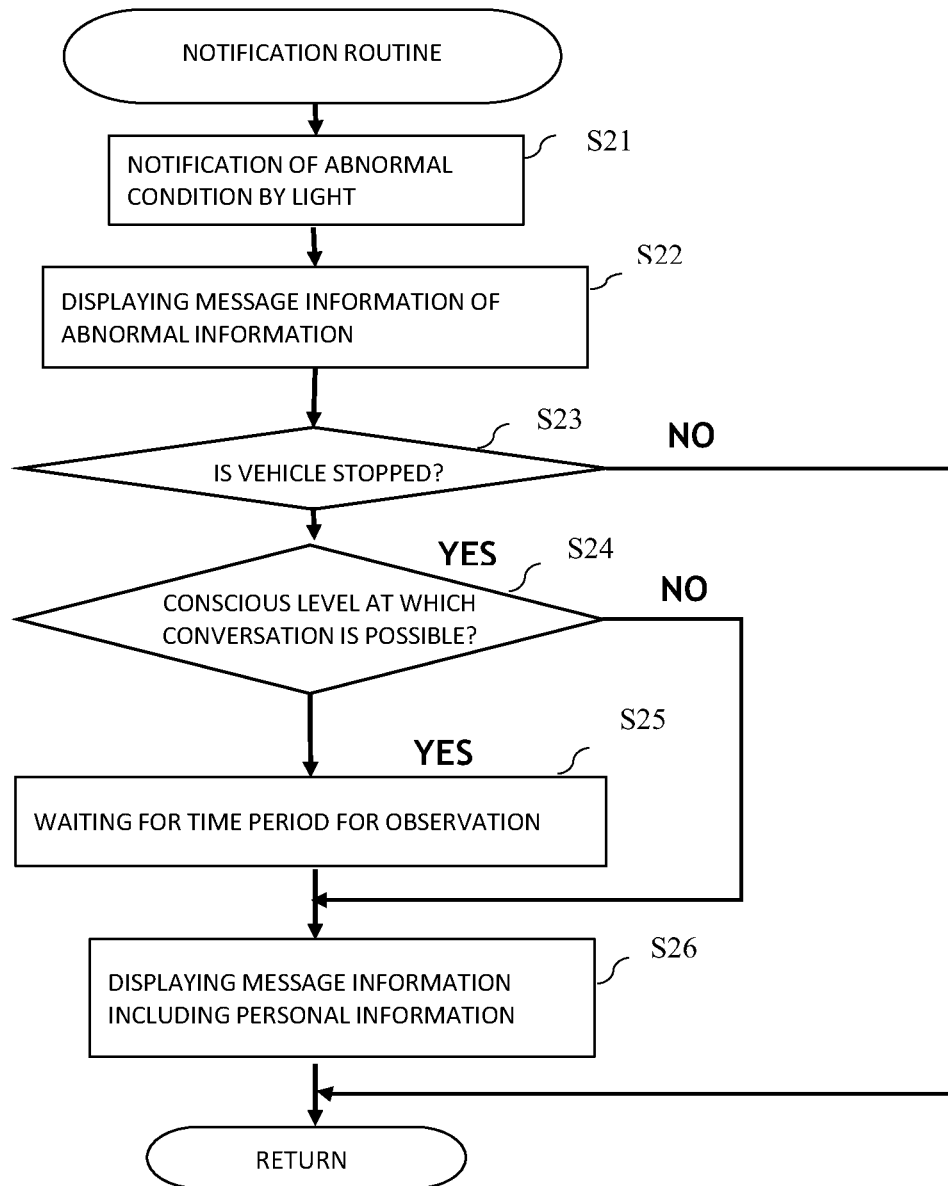 NOTIFICATION ROUTINE
S21
NOTIFICATION OF ABNORMAL
CONDITION BY LIGHT
S22
DISPLAYING MESSAGE INFORMATION OF
ABNORMAL INFORMATION
S23
NO
IS VEHICLE STOPPED?
YES
S24
NO
CONSCIOUS LEVEL AT WHICH
CONVERSATION IS POSSIBLE?
S25
YES
WAITING FOR TIME PERIOD FOR OBSERVATION
S26
DISPLAYING MESSAGE INFORMATION
INCLUDING PERSONAL INFORMATION
RETURN